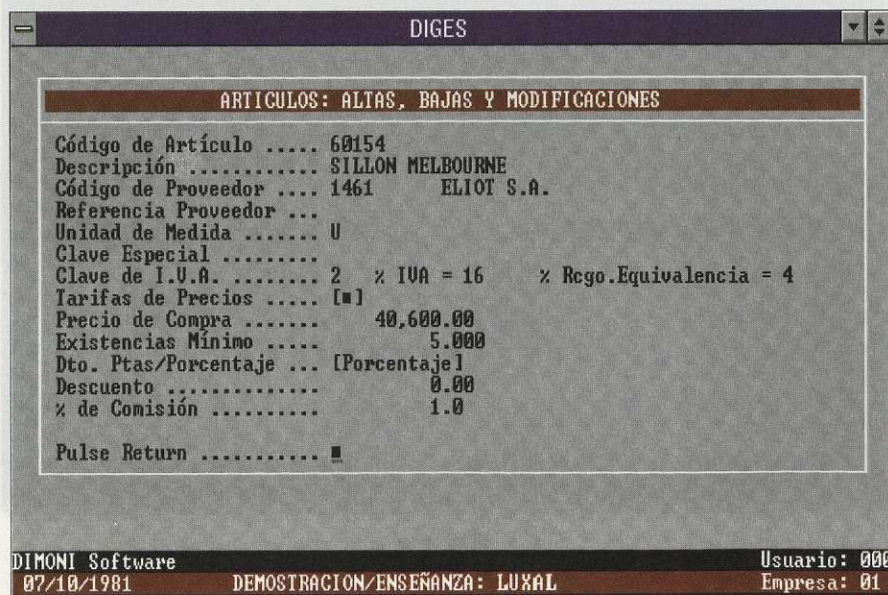 DIGES
ARTICULOS: ALTAS, BAJAS Y MODIFICACIONES
Código de Artículo ..... 60154
Descripción ............ SILLON MELBOURNE
Código de Proveedor .... 1461 ELIOT S.A.
Referencia Proveedor ...
Unidad de Medida ....... U
Clave Especial .........
Clave de I.V.A. ........ 2 % IVA = 16 % Rcgo.Equivalencia = 4
Tarifas de Precios ..... [■]
Precio de Compra ....... 40,600.00
Existencias Mínimo ..... 5.000
Dto. Ptas/Porcentaje ... [Porcentaje]
Descuento .............. 0.00
% de Comisión .......... 1.0
Pulse Return ........... ■
DIMONI Software Usuario: 000
07/10/1981 DEMOSTRACION/ENSEÑANZA: LUXAL Empresa: 01